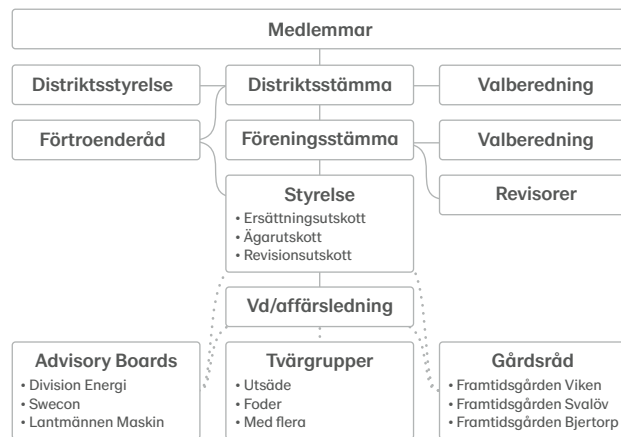 Medlemmar
Distriktsstyrelse
Distriktsstämma
Valberedning
Förtroenderåd
Föreningsstämma
Valberedning
Styrelse
• Ersättningsutskott
• Ägarutskott
• Revisionsutskott
Revisorer
Vd/affärsledning
Advisory Boards
• Division Energi
• Swecon
• Lantmännen Maskin
Tvärgrupper
• Utsäde
• Foder
• Med flera
Gårdsråd
• Framtidsgården Viken
• Framtidsgården Svalöv
• Framtidsgården Bjertorp